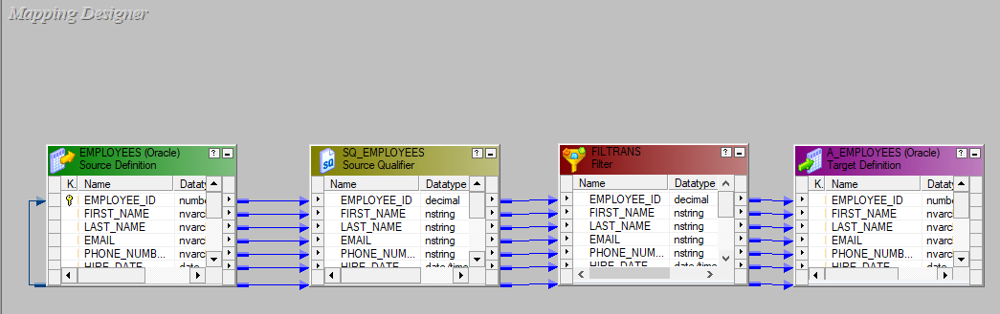 Mapping Designer
EMPLOYEES (Oracle)
Source Definition
K. Name Dataty
EMPLOYEE_ID numbe
FIRST_NAME nvarc
LAST_NAME nvarc
EMAIL nvarc
PHONE_NUMB... nvarc
HIRE_DATE date
SQ_EMPLOYEES
Source Qualifier
Name Datatype
EMPLOYEE_ID decimal
FIRST_NAME nstring
LAST_NAME nstring
EMAIL nstring
PHONE_NUM... nstring
HIRE_DATE date/time
FILTRANS
Filter
Name Datatype
EMPLOYEE_ID decimal
FIRST_NAME nstring
LAST_NAME nstring
EMAIL nstring
PHONE_NUM... nstring
HIRE_DATE date/time
A_EMPLOYEES (Oracle)
Target Definition
K. Name Datat
EMPLOYEE_ID numbe
FIRST_NAME nvarc
LAST_NAME nvarc
EMAIL nvarc
PHONE_NUMB... nvarc
HIRE_DATE date